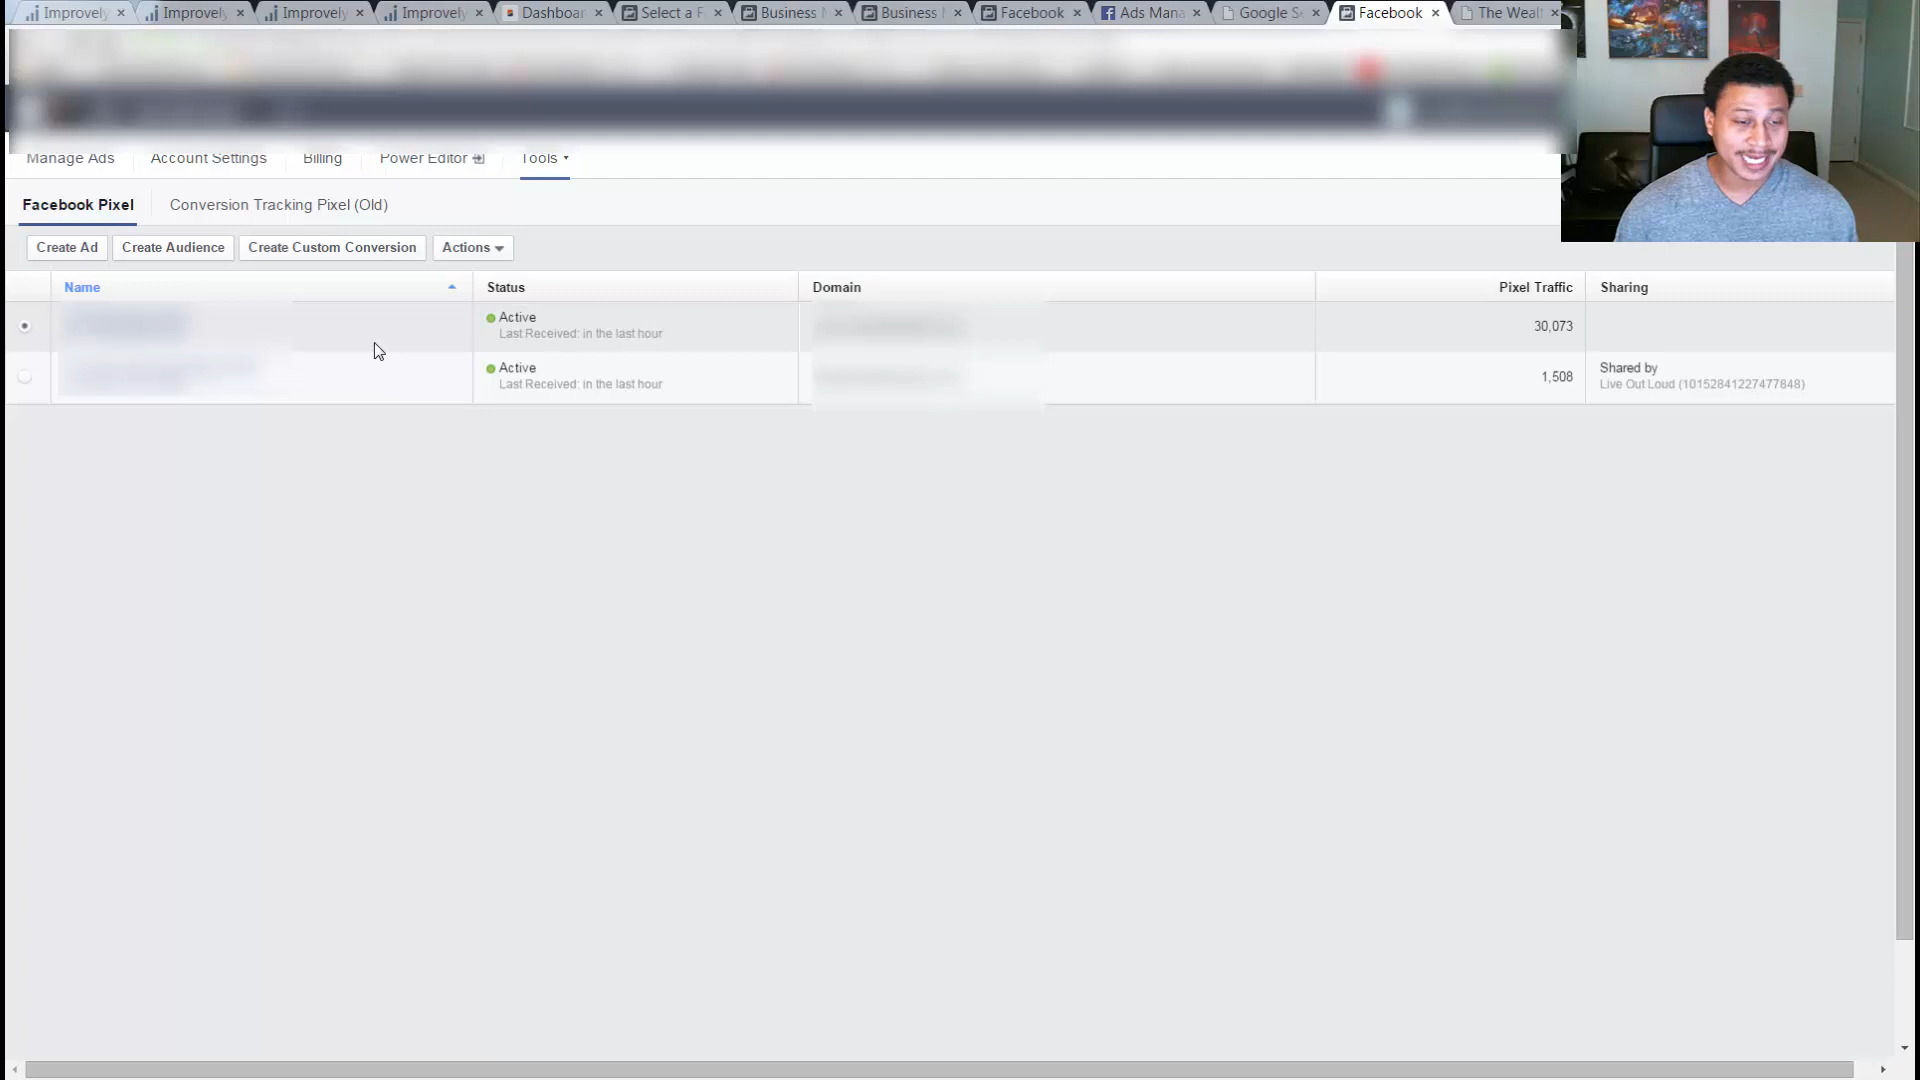 Improvely Improvely Improvely Improvely Dashboar Select a F Business Business Facebook Ads Mana Google Se Facebook The Wealt
Manage Ads Account Settings Billing Power Editor Tools
Facebook Pixel Conversion Tracking Pixel (Old)
Create Ad Create Audience Create Custom Conversion Actions
Name Status Domain Pixel Traffic Sharing
Active
Last Received: in the last hour
30,073
Active
Last Received: in the last hour
1,508
Shared by
Live Out Loud (10152841227477848)